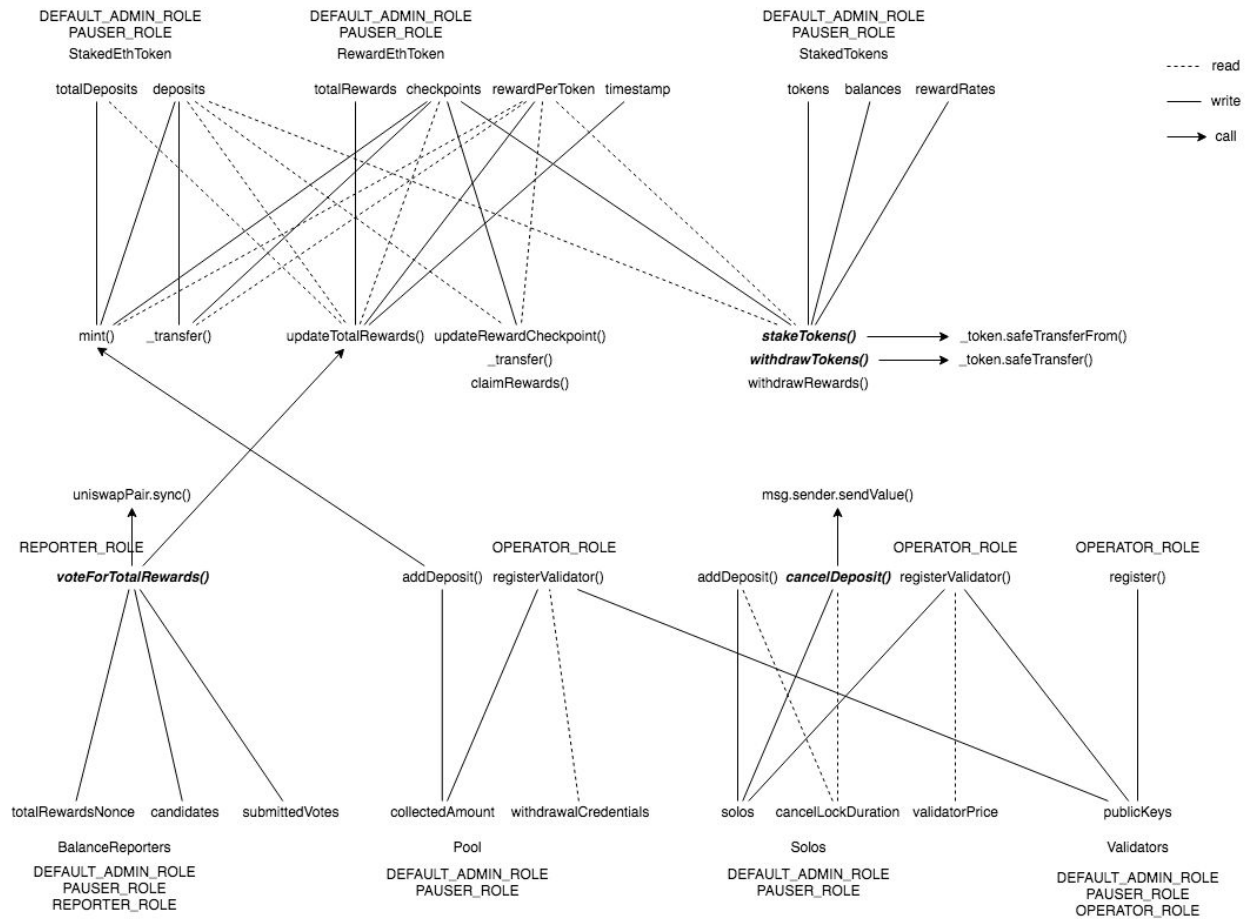 DEFAULT_ADMIN_ROLE
PAUSER_ROLE
StakedEthToken
DEFAULT_ADMIN_ROLE
PAUSER_ROLE
RewardEthToken
DEFAULT_ADMIN_ROLE
PAUSER_ROLE
StakedTokens
read
write
call
totalDeposits deposits totalRewards checkpoints rewardPerToken timestamp tokens balances rewardRates
mint() _transfer() updateTotalRewards() updateRewardCheckpoint() stakeTokens() _token.safeTransferFrom()
_transfer() withdrawTokens() _token.safeTransfer()
claimRewards() withdrawRewards()
uniswapPair.sync() msg.sender.sendValue()
REPORTER_ROLE OPERATOR_ROLE OPERATOR_ROLE OPERATOR_ROLE
voteForTotalRewards() addDeposit() registerValidator() addDeposit() cancelDeposit() registerValidator() register()
totalRewardsNonce candidates submittedVotes collectedAmount withdrawalCredentials solos cancelLockDuration validatorPrice publicKeys
BalanceReporters
DEFAULT_ADMIN_ROLE
PAUSER_ROLE
REPORTER_ROLE
Pool
DEFAULT_ADMIN_ROLE
PAUSER_ROLE
Solos
DEFAULT_ADMIN_ROLE
PAUSER_ROLE
Validators
DEFAULT_ADMIN_ROLE
PAUSER_ROLE
OPERATOR_ROLE